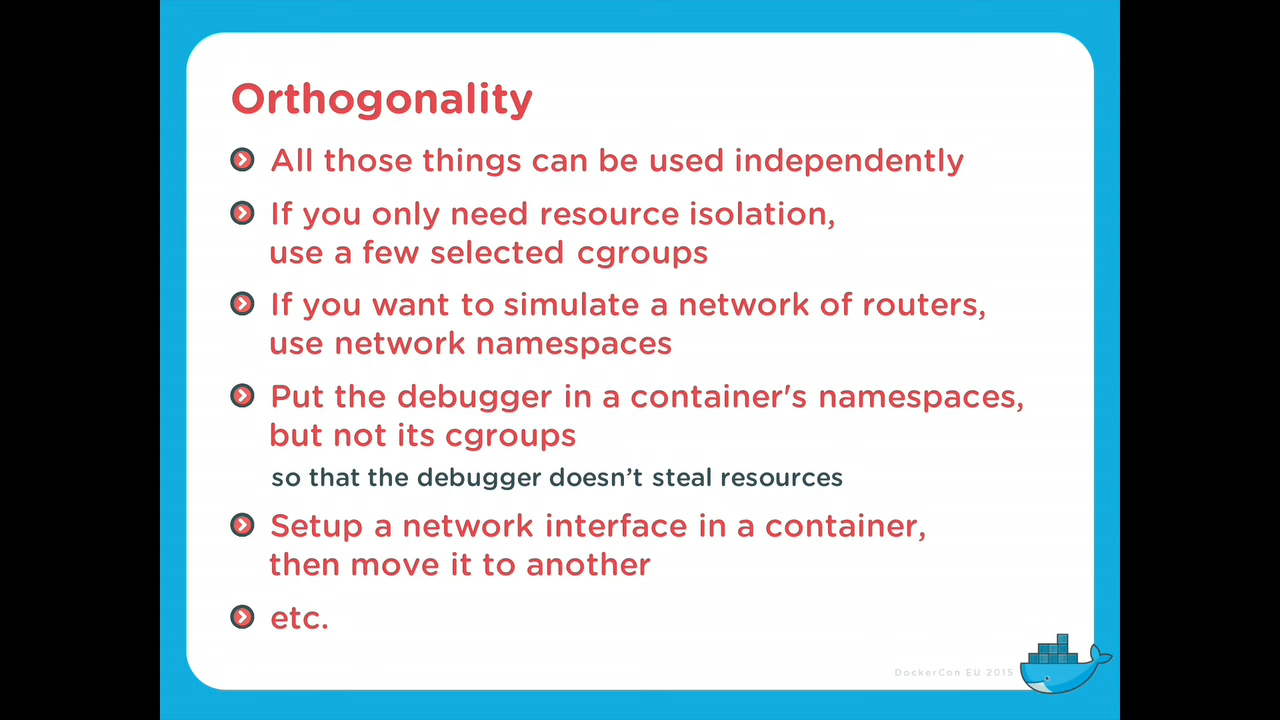 Orthogonality
All those things can be used independently
If you only need resource isolation,
use a few selected cgroups
If you want to simulate a network of routers,
use network namespaces
Put the debugger in a container's namespaces,
but not its cgroups
so that the debugger doesn’t steal resources
Setup a network interface in a container,
then move it to another
etc.
DockerCon EU 2015